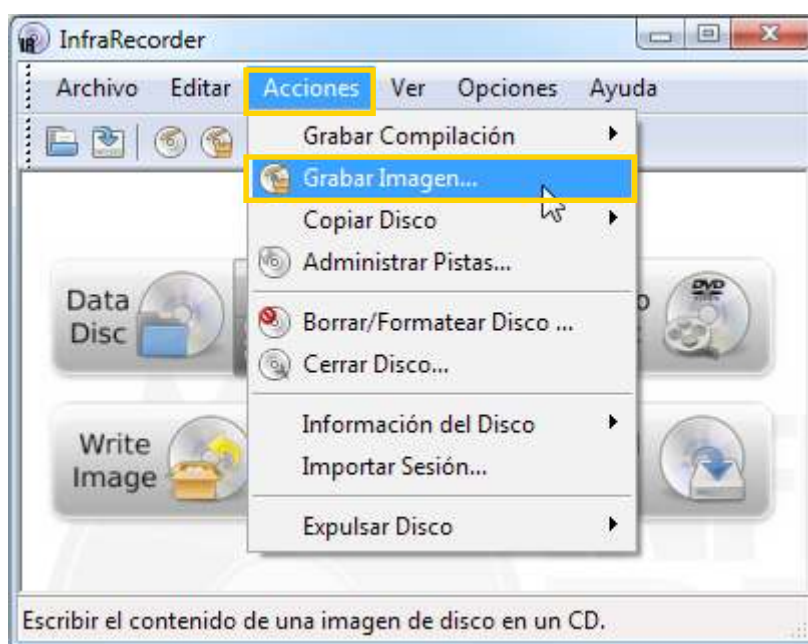 InfraRecorder
Archivo Editar Acciones Ver Opciones Ayuda
Grabar Compilación
Grabar Imagen...
Copiar Disco
Administrar Pistas...
Borrar/Formatear Disco ...
Cerrar Disco...
Información del Disco
Importar Sesión...
Expulsar Disco
Data
Disc
DVD
Write
Image
Escribir el contenido de una imagen de disco en un CD.